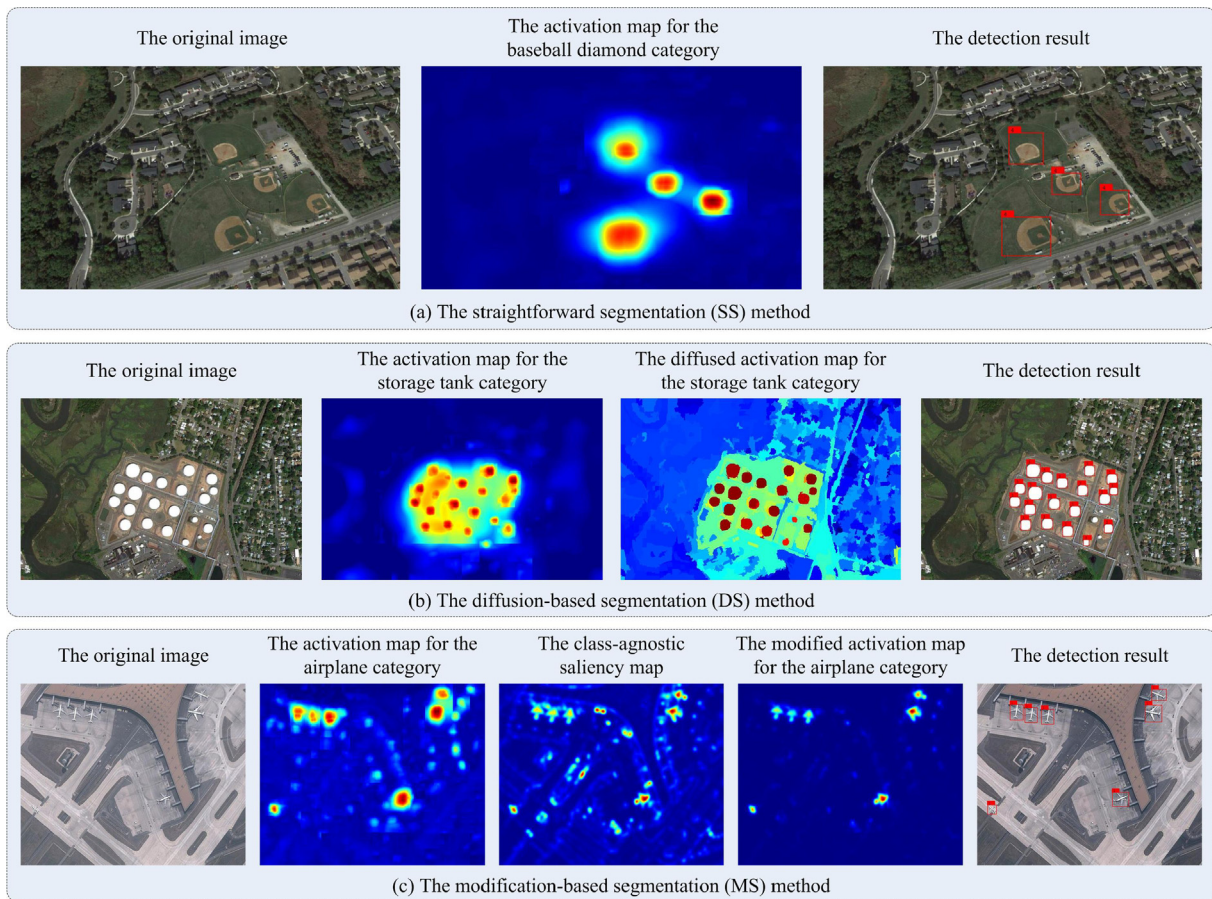 The original image
The activation map for the
baseball diamond category
The detection result
(a) The straightforward segmentation (SS) method
The original image
The activation map for the
storage tank category
The diffused activation map for
the storage tank category
The detection result
(b) The diffusion-based segmentation (DS) method
The original image
The activation map for the
airplane category
The class-agnostic
saliency map
The modified activation map
for the airplane category
The detection result
(c) The modification-based segmentation (MS) method